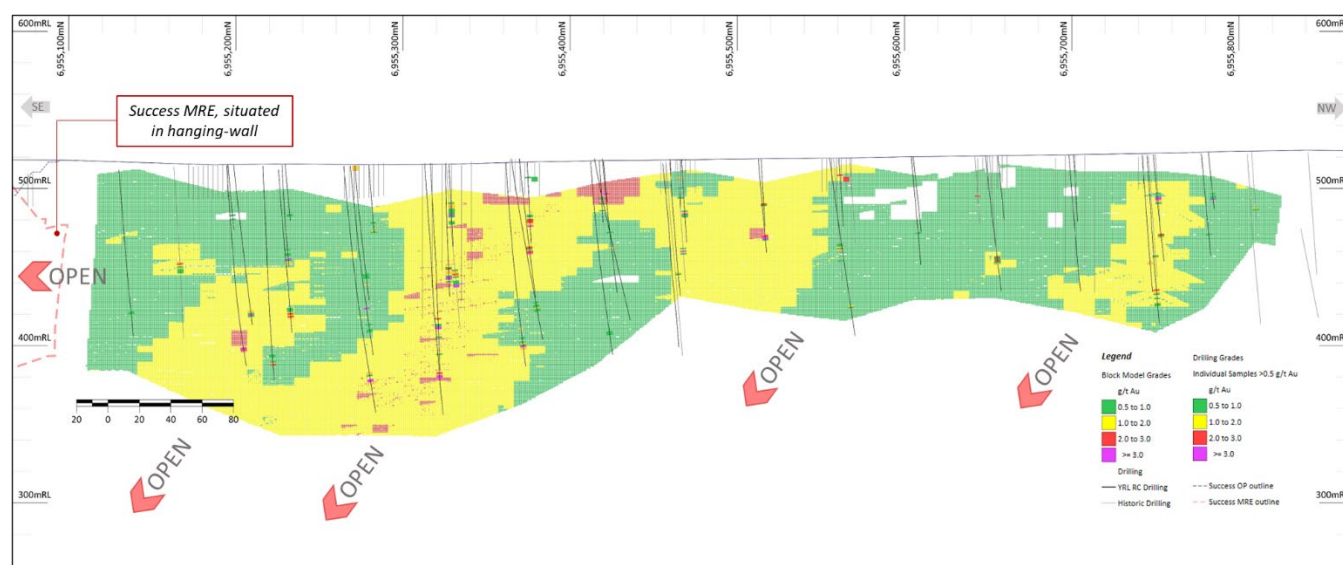 600mRL
6,955,100mN
6,955,200mN
6,955,300mN
6,955,400mN
6,955,500mN
6,955,600mN
6,955,700mN
6,955,800mN
600mRL
SE
NW
Success MRE, situated
in hanging-wall
500mRL
500mRL
OPEN
400mRL
400mRL
OPEN
OPEN
OPEN
OPEN
20 0 20 40 60 80
300mRL
300mRL
Legend
Block Model Grades
g/t Au
0.5 to 1.0
1.0 to 2.0
2.0 to 3.0
>= 3.0
Drilling
YRL RC Drilling
Historic Drilling
Drilling Grades
Individual Samples >0.5 g/t Au
g/t Au
0.5 to 1.0
1.0 to 2.0
2.0 to 3.0
>= 3.0
Success OP outline
Success MRE outline